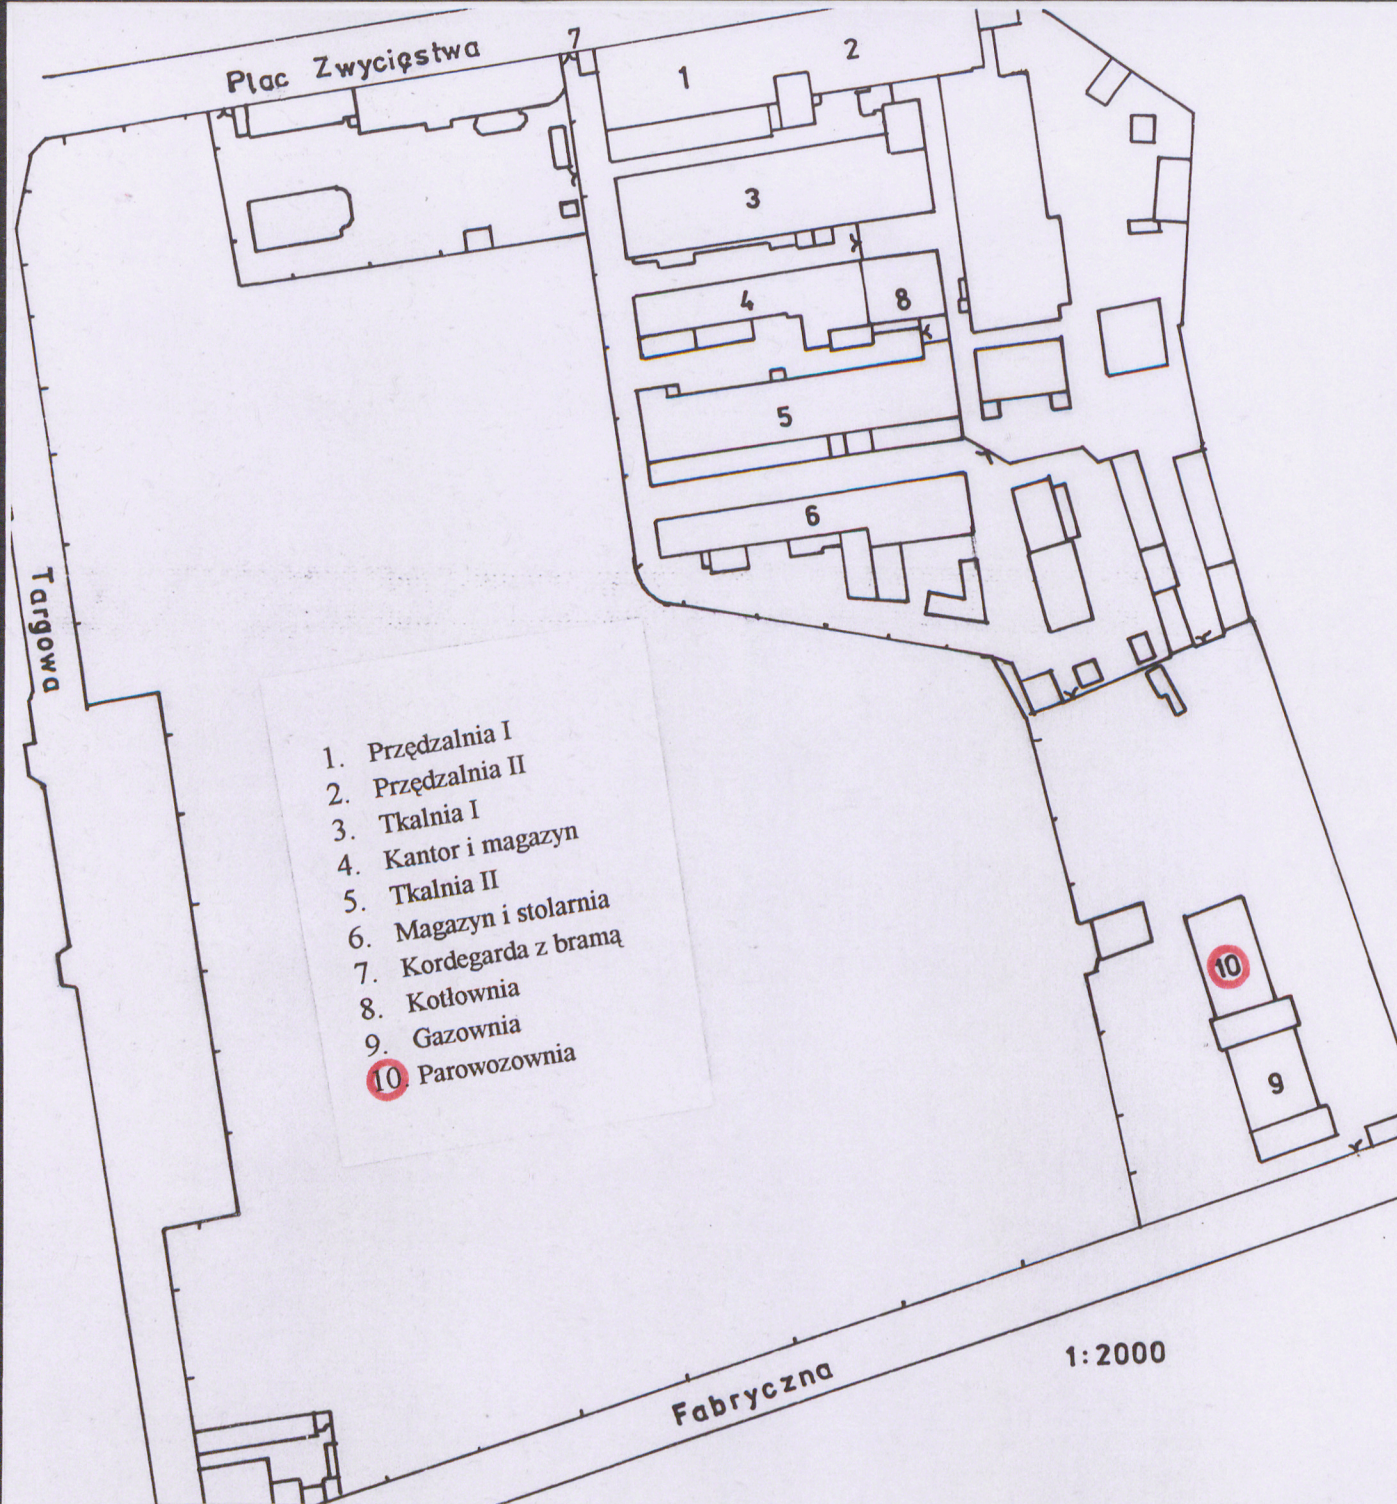 Plac Zwycięstwa
7
1
2
3
4
8
5
6
Targowa
1. Przędzalnia I
2. Przędzalnia II
3. Tkalnia I
4. Kantor i magazyn
5. Tkalnia II
6. Magazyn i stolarnia
7. Kordegarda z bramą
8. Kotłownia
9. Gazownia
10. Parowozownia
10
9
1:2000
Fabryczna